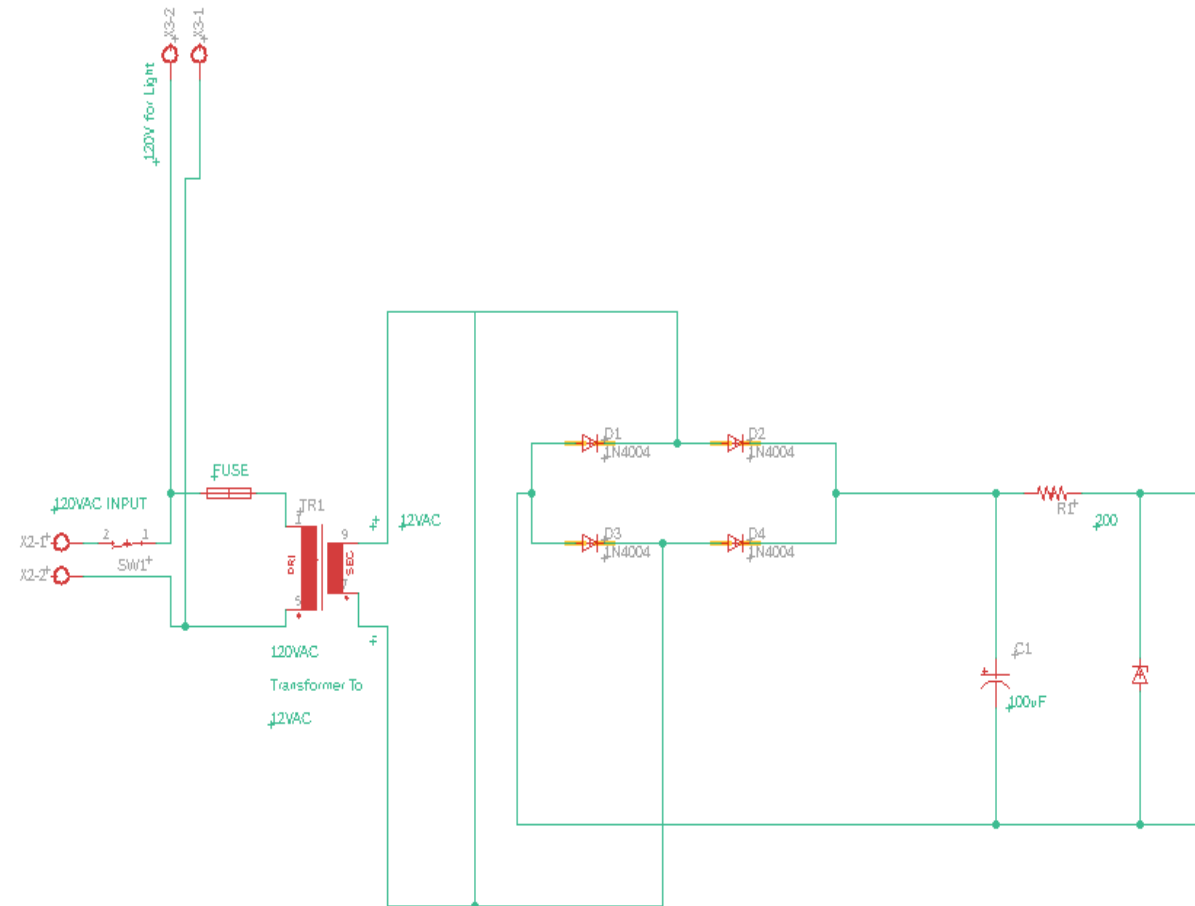 X3-2
X3-1
120V for Light
FUSE
120VAC INPUT
TR1
1
9
12VAC
X2-1
2
1
SW1
X2-2
PRI
SEC
5
7
120VAC
Transformer To
12VAC
D1
1N4004
D2
1N4004
D3
1N4004
D4
1N4004
R1
200
C1
100uF